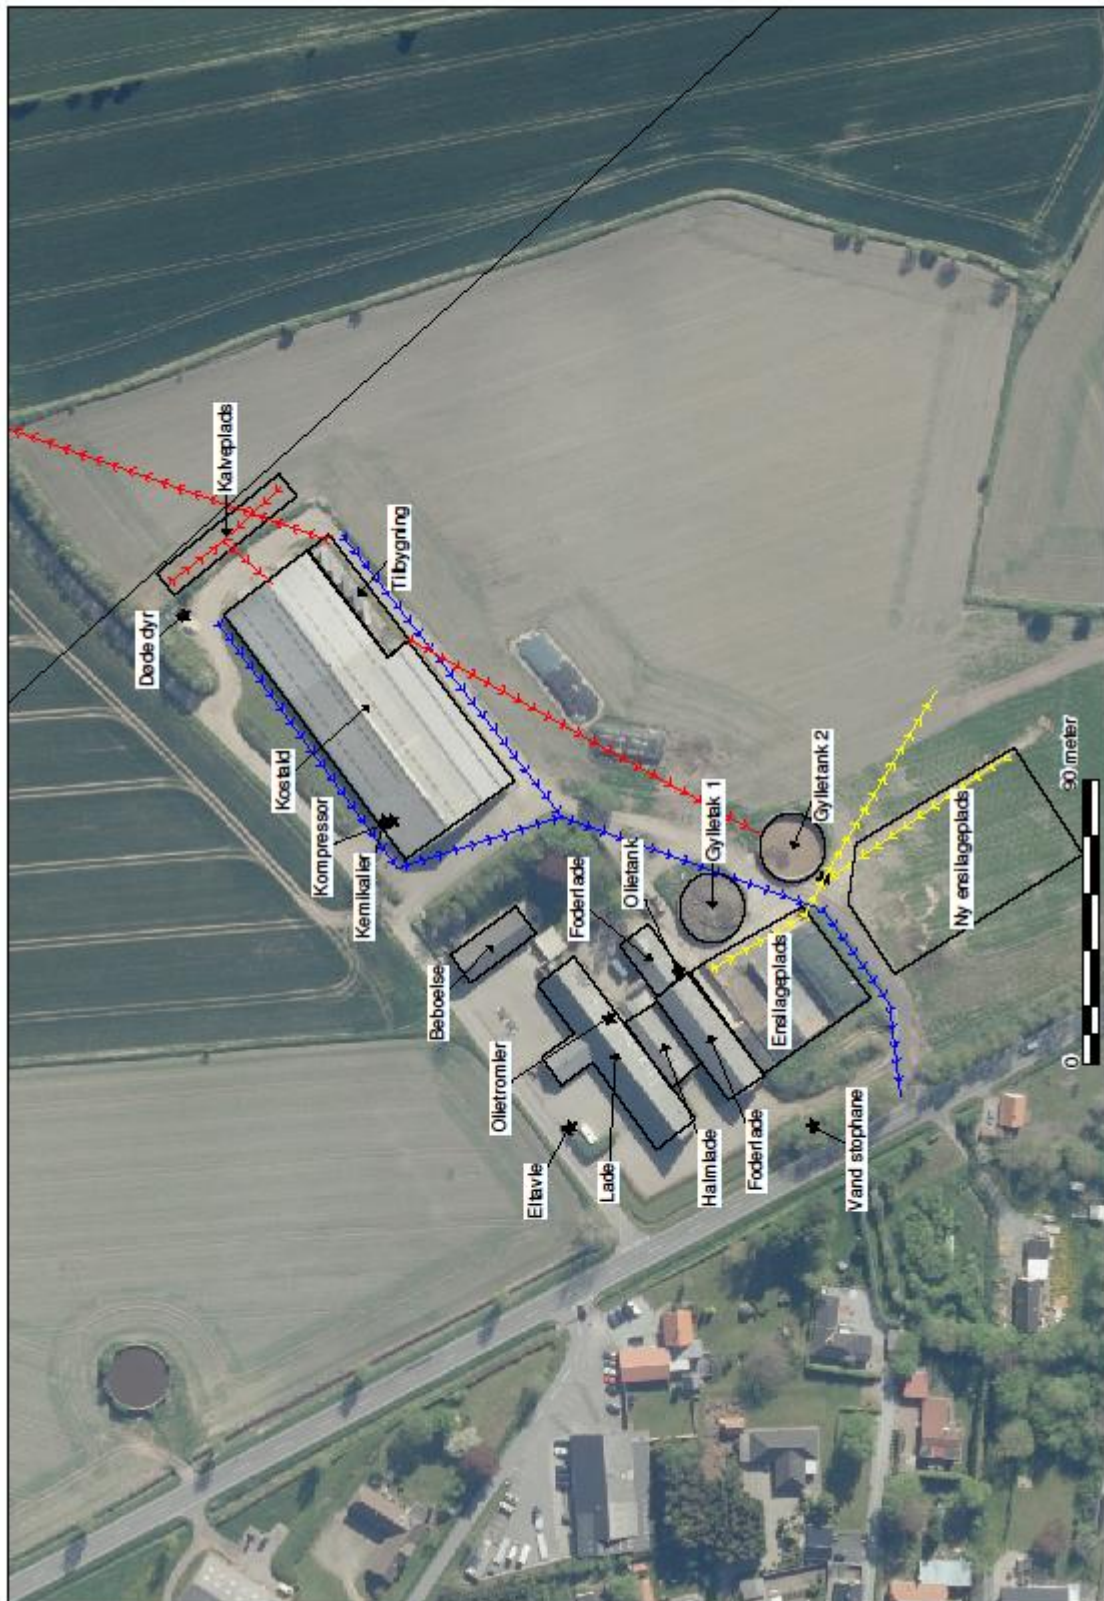 Døde dyr
Kalveplads
Kostald
Kompressor
Kemikalier
Tilbygning
Beboelse
Olietromler
Eltavle
Foderlade
Lade
Olietank
Halmlade
Gylletak 1
Foderlade
Ensilageplads
Gylletank 2
Vand stophane
Ny enslageplads
0
90 meter